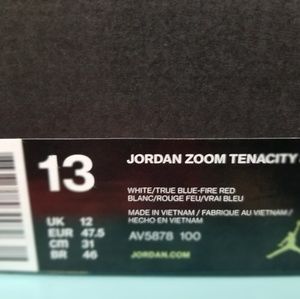 13
JORDAN ZOOM TENACITY
WHITE/TRUE BLUE-FIRE RED
BLANC/ROUGE FEU/VRAI BLEU
UK 12
EUR 47.5
CM 31
BR 46
MADE IN VIETNAM / FABRIQUE AU VIETNAM /
HECHO EN VIETNAM
AV5878 100
JORDAN.COM